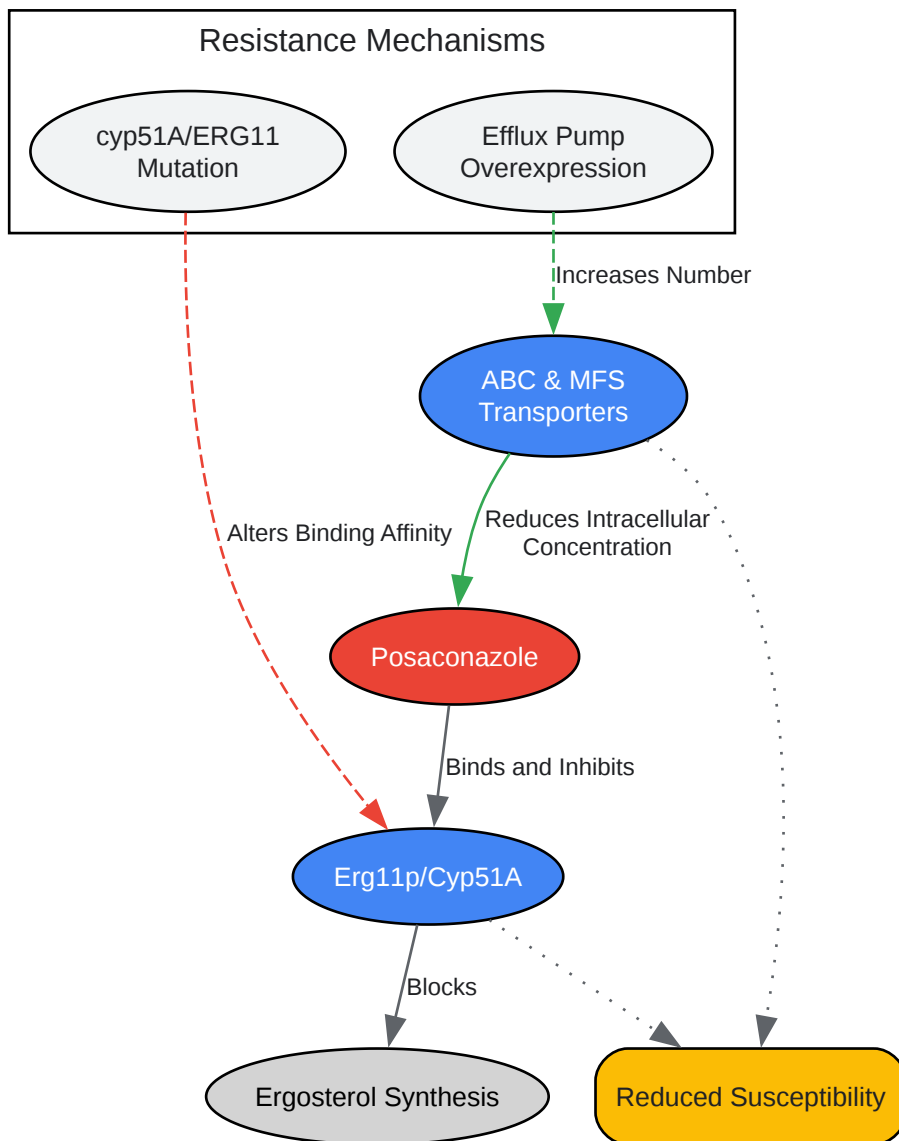 Resistance Mechanisms
cyp51A/ERG11
Mutation
Efflux Pump
Overexpression
Increases Number
ABC & MFS
Transporters
Alters Binding Affinity
Reduces Intracellular
Concentration
Posaconazole
Binds and Inhibits
Erg11p/Cyp51A
Blocks
Ergosterol Synthesis
Reduced Susceptibility